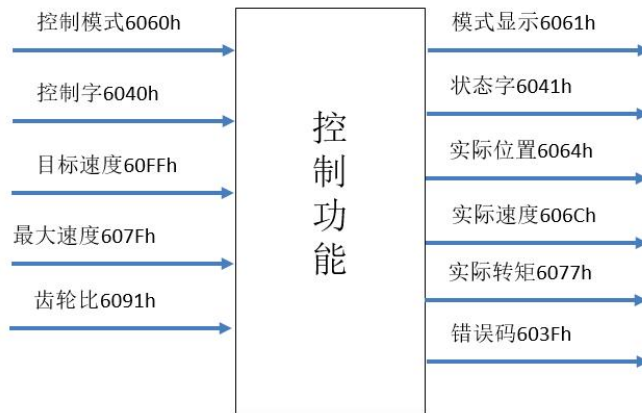 控制模式6060h
控制字6040h
目标速度60FFh
最大速度607Fh
齿轮比6091h
控制功能
模式显示6061h
状态字6041h
实际位置6064h
实际速度606Ch
实际转矩6077h
错误码603Fh